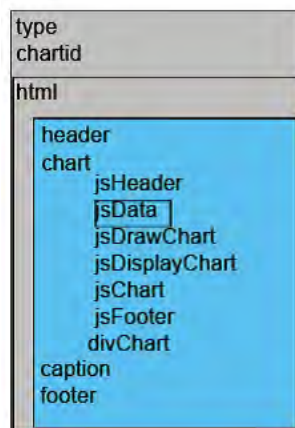 type
chartid
html
header
chart
jsHeader
jsData
jsDrawChart
jsDisplayChart
jsChart
jsFooter
divChart
caption
footer